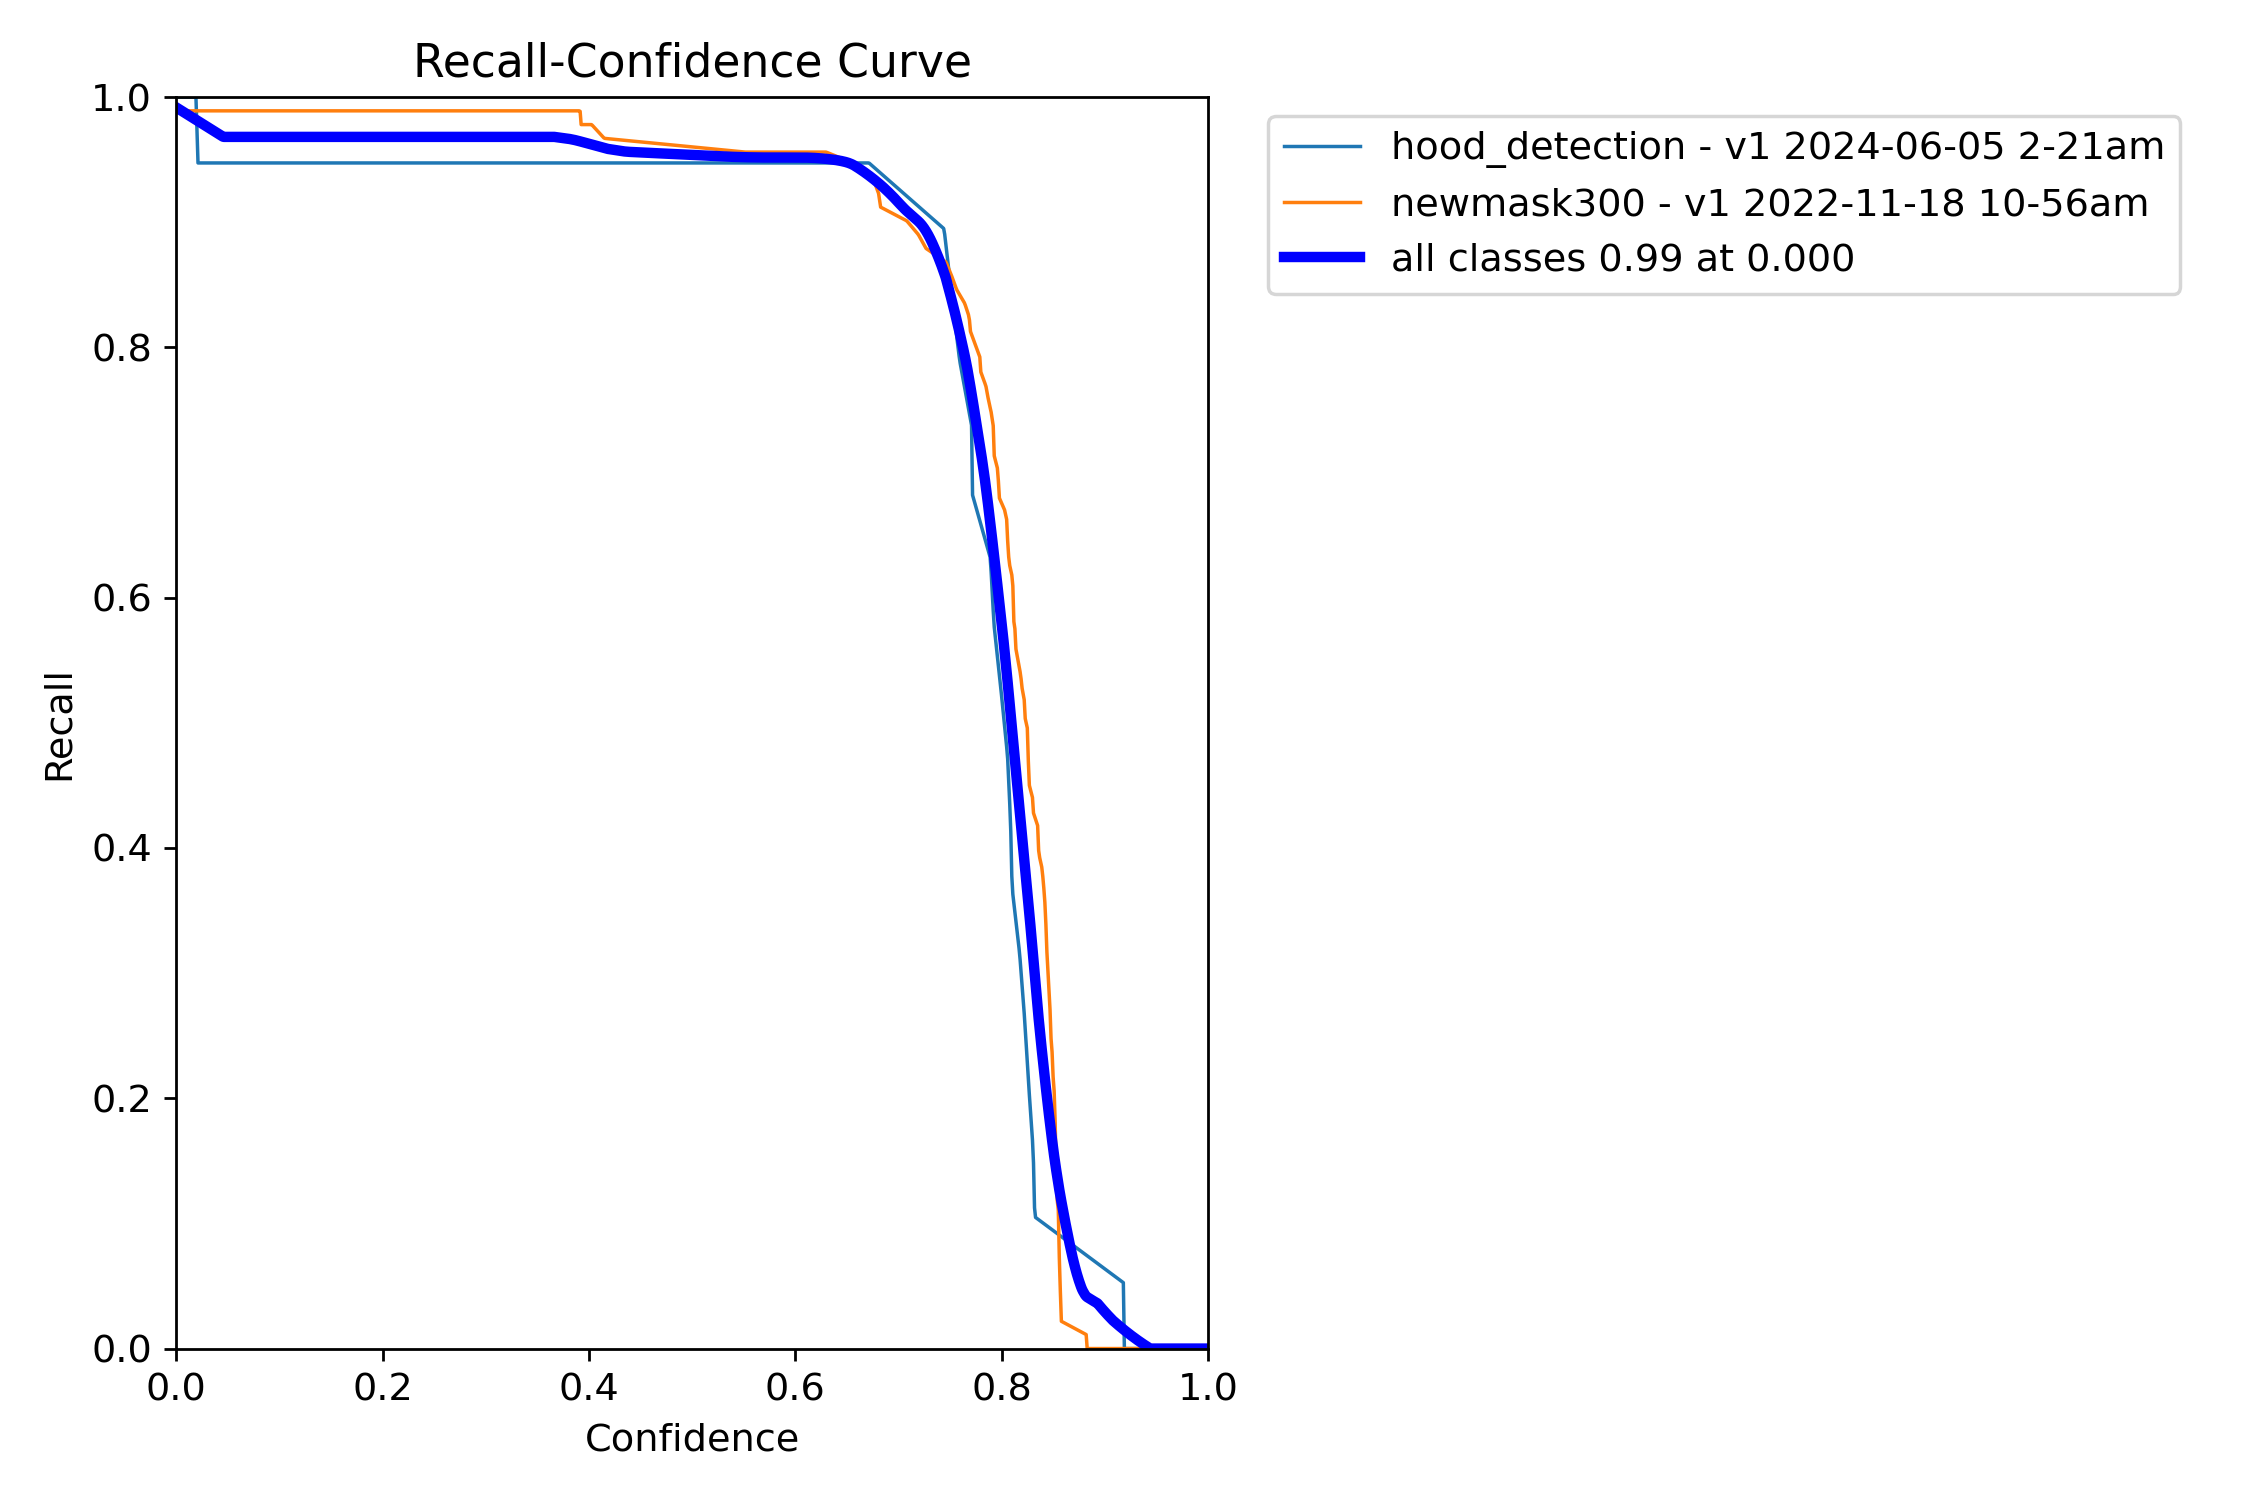 Recall-Confidence Curve
1.0
0.8
0.6
0.4
0.2
0.0
Recall
0.0 0.2 0.4 0.6 0.8 1.0
Confidence
hood_detection - v1 2024-06-05 2-21am
newmask300 - v1 2022-11-18 10-56am
all classes 0.99 at 0.000